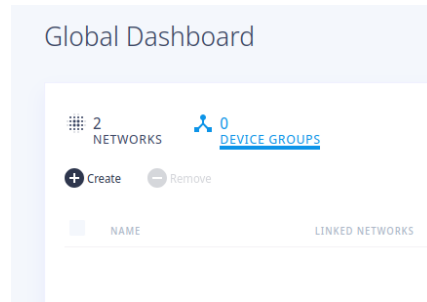 Global Dashboard
2 0
NETWORKS DEVICE GROUPS
Create Remove
NAME LINKED NETWORKS